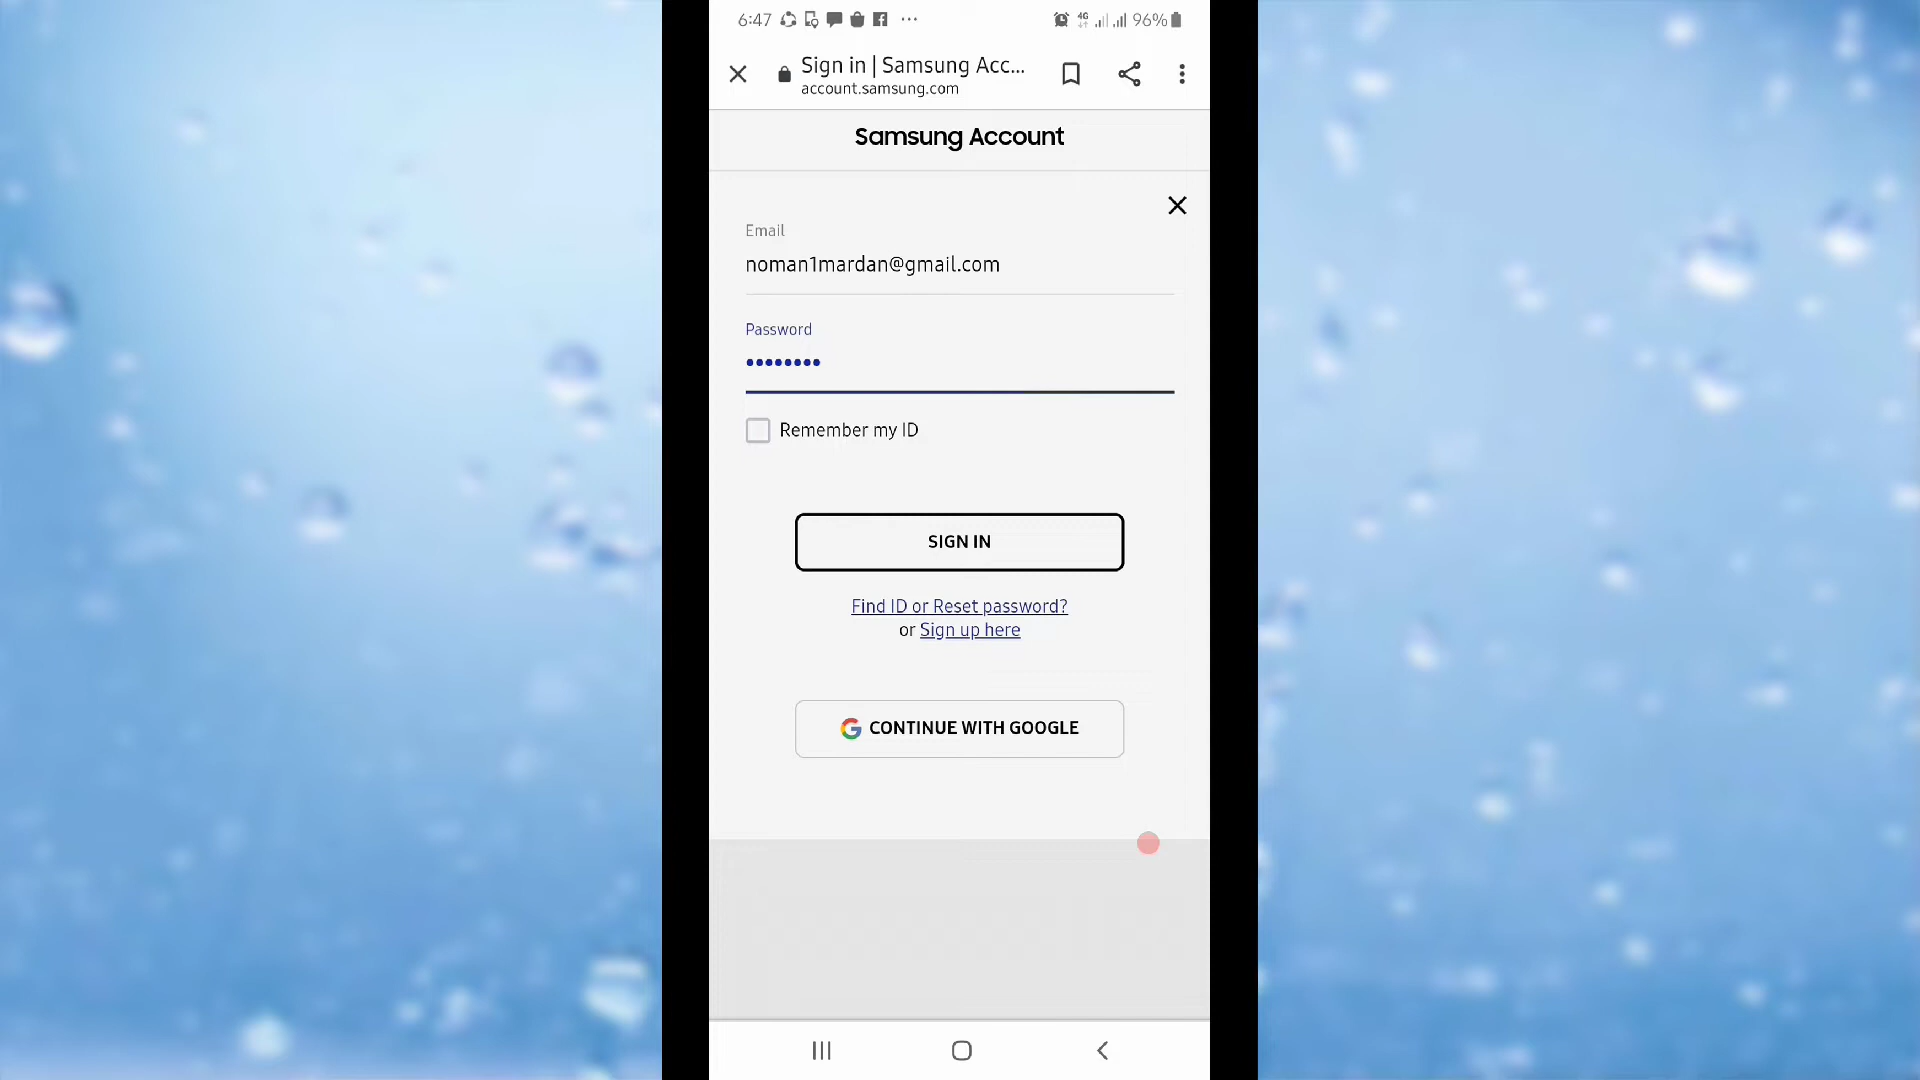 6:47
4G 96%
Sign in | Samsung Acc...
account.samsung.com
Samsung Account
Email
noman1mardan@gmail.com
Password
••••••••
Remember my ID
SIGN IN
Find ID or Reset password?
or Sign up here
CONTINUE WITH GOOGLE